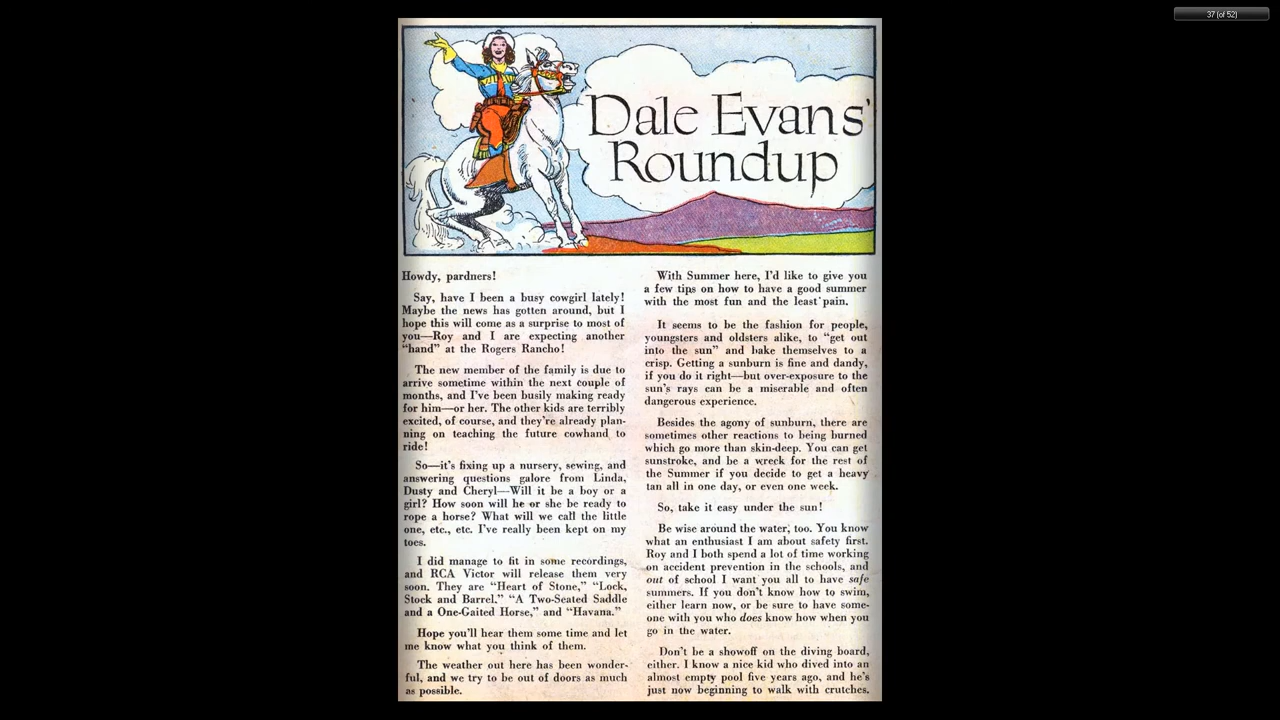 37 (of 52)
Dale Evans'
Roundup
Howdy, pardners!
Say, have I been a busy cowgirl lately!
Maybe the news has gotten around, but I
hope this will come as a surprise to most of
you—Roy and I are expecting another
"hand" at the Rogers Rancho!
The new member of the family is due to
arrive sometime within the next couple of
months, and I've been busily making ready
for him—or her. The other kids are terribly
excited, of course, and they're already plan-
ning on teaching the future cowhand to
ride!
So—it's fixing up a nursery, sewing, and
answering questions galore from Linda,
Dusty and Cheryl—Will it be a boy or a
girl? How soon will he or she be ready to
rope a horse? What will we call the little
one, etc., etc. I've really been kept on my
toes.
I did manage to fit in some recordings,
and RCA Victor will release them very
soon. They are "Heart of Stone," "Lock,
Stock and Barrel," "A Two-Seated Saddle
and a One-Gaited Horse," and "Havana."
Hope you'll hear them some time and let
me know what you think of them.
The weather out here has been wonder-
ful, and we try to be out of doors as much
as possible.
With Summer here, I'd like to give you
a few tips on how to have a good summer
with the most fun and the least pain.
It seems to be the fashion for people,
youngsters and oldsters alike, to "get out
into the sun" and bake themselves to a
crisp. Getting a sunburn is fine and dandy,
if you do it right—but over-exposure to the
sun's rays can be a miserable and often
dangerous experience.
Besides the agony of sunburn, there are
sometimes other reactions to being burned
which go more than skin-deep. You can get
sunstroke, and be a wreck for the rest of
the Summer if you decide to get a heavy
tan all in one day, or even one week.
So, take it easy under the sun!
Be wise around the water, too. You know
what an enthusiast I am about safety first.
Roy and I both spend a lot of time working
on accident prevention in the schools, and
out of school I want you all to have safe
summers. If you don't know how to swim,
either learn now, or be sure to have some-
one with you who does know how when you
go in the water.
Don't be a showoff on the diving board,
either. I know a nice kid who dived into an
almost empty pool five years ago, and he's
just now beginning to walk with crutches.